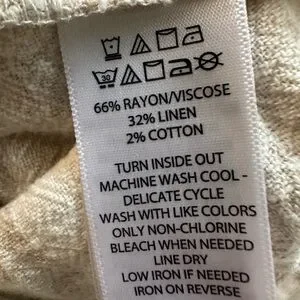 30
66% RAYON/VISCOSE
32% LINEN
2% COTTON
TURN INSIDE OUT
MACHINE WASH COOL -
DELICATE CYCLE
WASH WITH LIKE COLORS
ONLY NON-CHLORINE
BLEACH WHEN NEEDED
LINE DRY
LOW IRON IF NEEDED
IRON ON REVERSE